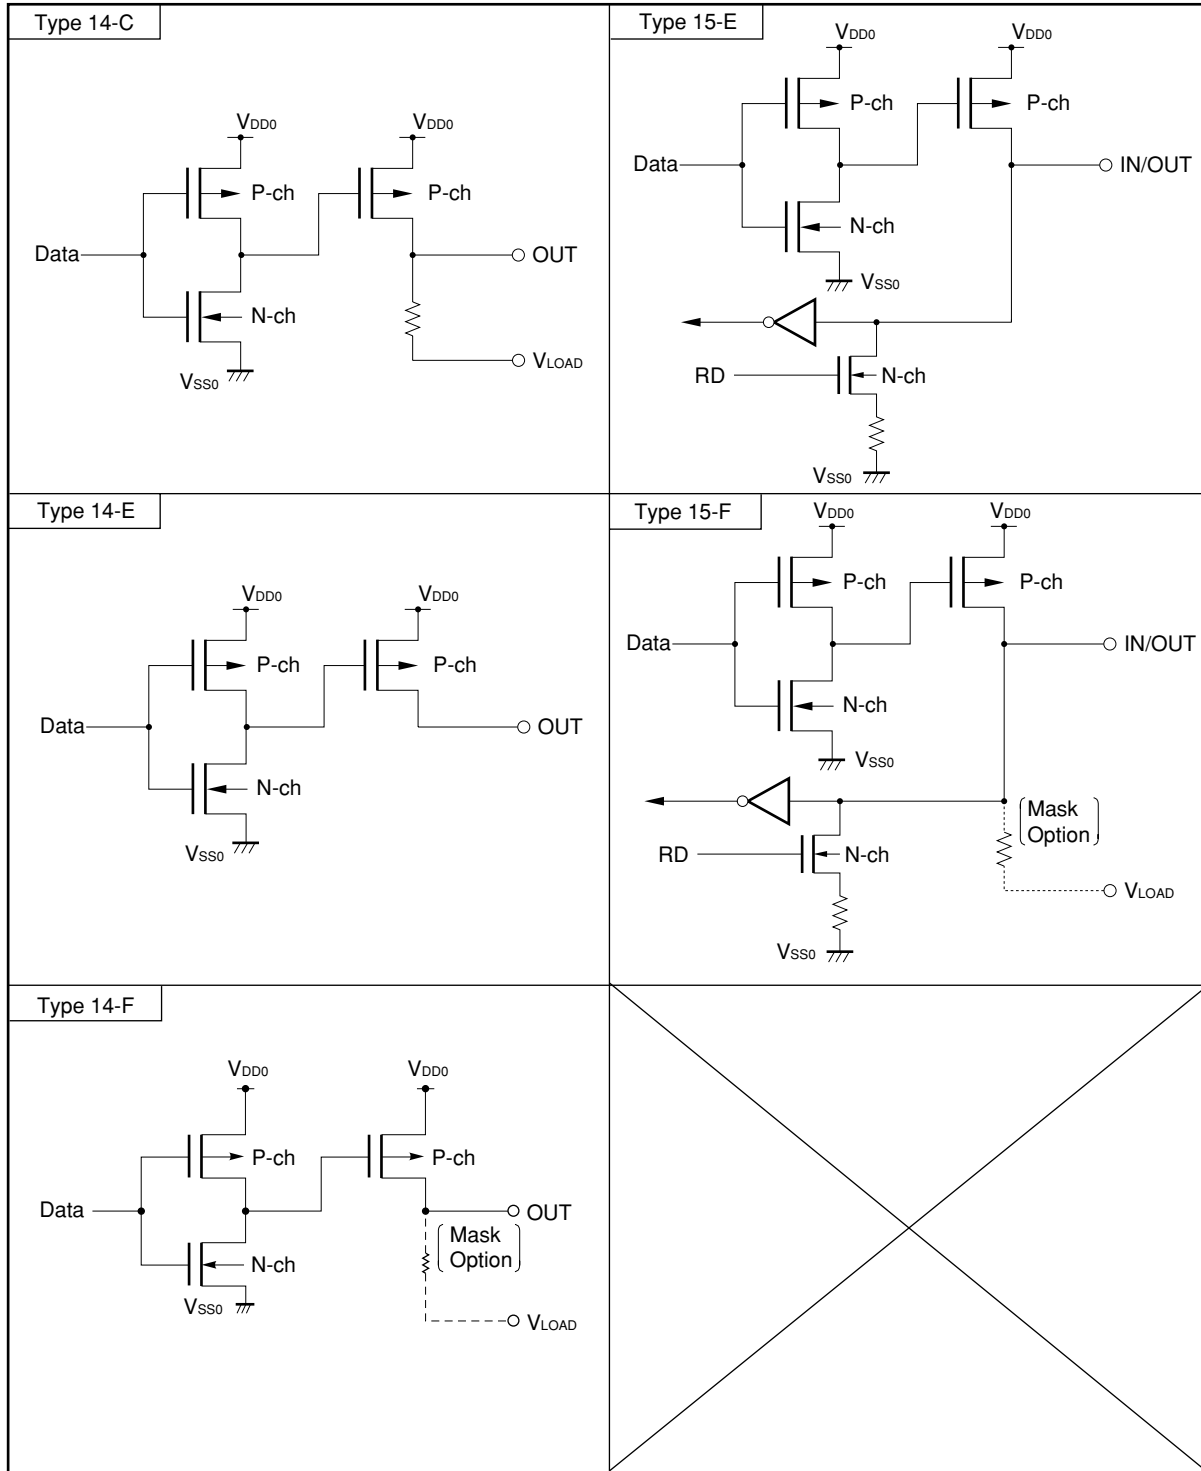 Type 14-C
VDD0
VDD0
P-ch
P-ch
Data
OUT
N-ch
VLOAD
VSS0
Type 15-E
VDD0
VDD0
P-ch
P-ch
Data
IN/OUT
N-ch
VSS0
RD
N-ch
VSS0
Type 14-E
VDD0
VDD0
P-ch
P-ch
Data
OUT
N-ch
VSS0
Type 15-F
VDD0
VDD0
P-ch
P-ch
Data
IN/OUT
N-ch
VSS0
Mask
Option
RD
N-ch
VLOAD
VSS0
Type 14-F
VDD0
VDD0
P-ch
P-ch
Data
OUT
Mask
Option
N-ch
VSS0
VLOAD